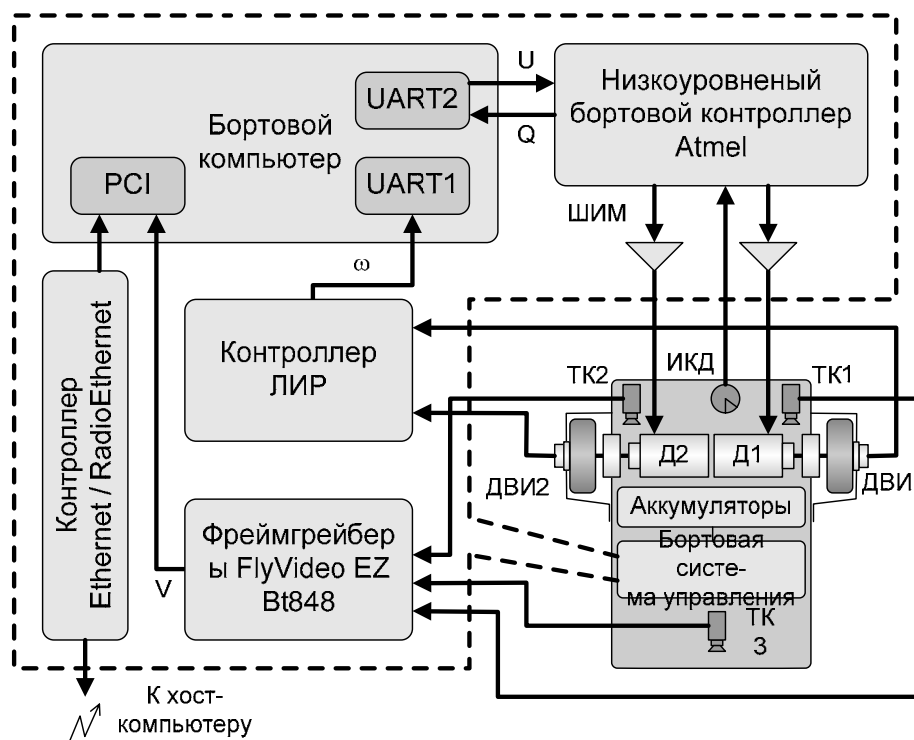 U
Низкоуровненый
бортовой контроллер
Atmel
UART2
Q
Бортовой
компьютер
PCI
UART1
ШИМ
ω
Контроллер
Ethernet / RadioEthernet
Контроллер
ЛИР
ТК2
ИКД
ТК1
Д2
Д1
ДВИ2
ДВИ
Аккумуляторы
Бортовая
систе-
ма управления
Фреймгрейбер
ы FlyVideo EZ
Bt848
V
ТК
3
К хост-
компьютеру